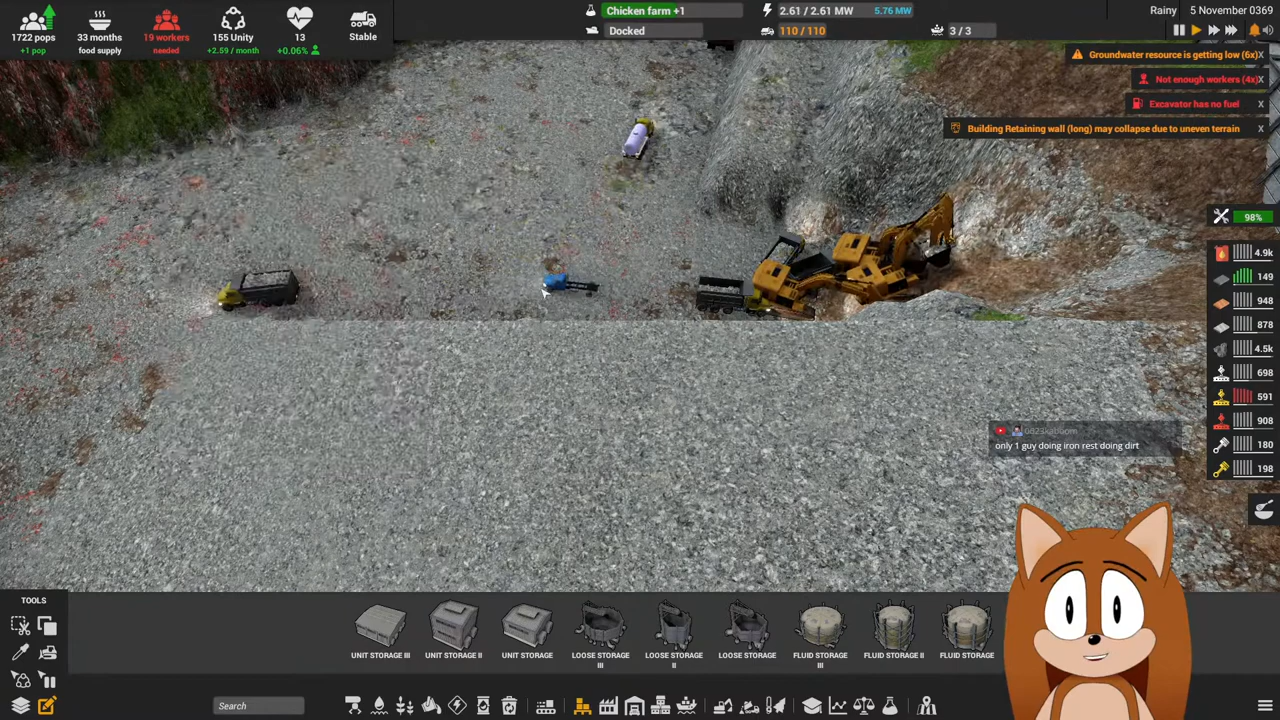 1722 pops
+1 pop
33 months
food supply
19 workers
needed
155 Unity
+2.59 / month
13
+0.06%
Stable
Chicken farm +1
Docked
2.61 / 2.61 MW
5.76 MW
110 / 110
3 / 3
Rainy
5 November 0369
Groundwater resource is getting low (6x)
X
Not enough workers (4x)
X
Excavator has no fuel
X
Building Retaining wall (long) may collapse due to uneven terrain
X
98%
4.9k
149
948
878
4.5k
698
591
908
180
198
only 1 guy doing iron rest doing dirt
TOOLS
UNIT STORAGE III
UNIT STORAGE II
UNIT STORAGE
LOOSE STORAGE
III
LOOSE STORAGE
II
LOOSE STORAGE
FLUID STORAGE
III
FLUID STORAGE II
FLUID STORAGE
Search